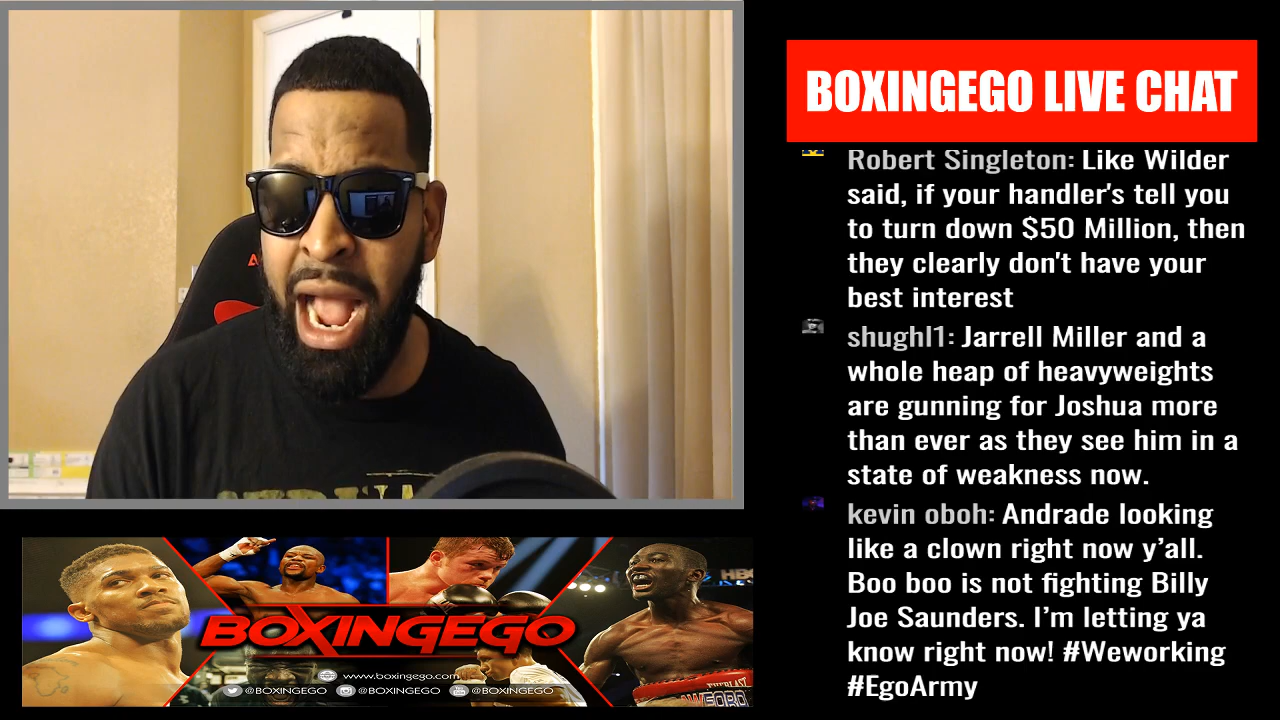 BOXINGEGO LIVE CHAT
Robert Singleton: Like Wilder
said, if your handler's tell you
to turn down $50 Million, then
they clearly don't have your
best interest
shughl1: Jarrell Miller and a
whole heap of heavyweights
are gunning for Joshua more
than ever as they see him in a
state of weakness now.
kevin oboh: Andrade looking
like a clown right now y’all.
Boo boo is not fighting Billy
Joe Saunders. I’m letting ya
know right now! #Weworking
#EgoArmy
HBO
BOXINGEGO
www.boxingego.com
@BOXINGEGO @BOXINGEGO @BOXINGEGO
EVERLAST